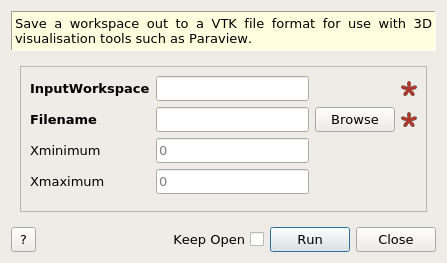 Save a workspace out to a VTK file format for use with 3D
visualisation tools such as Paraview.
InputWorkspace
Filename
Browse
Xminimum
0
Xmaximum
0
?
Keep Open
Run
Close